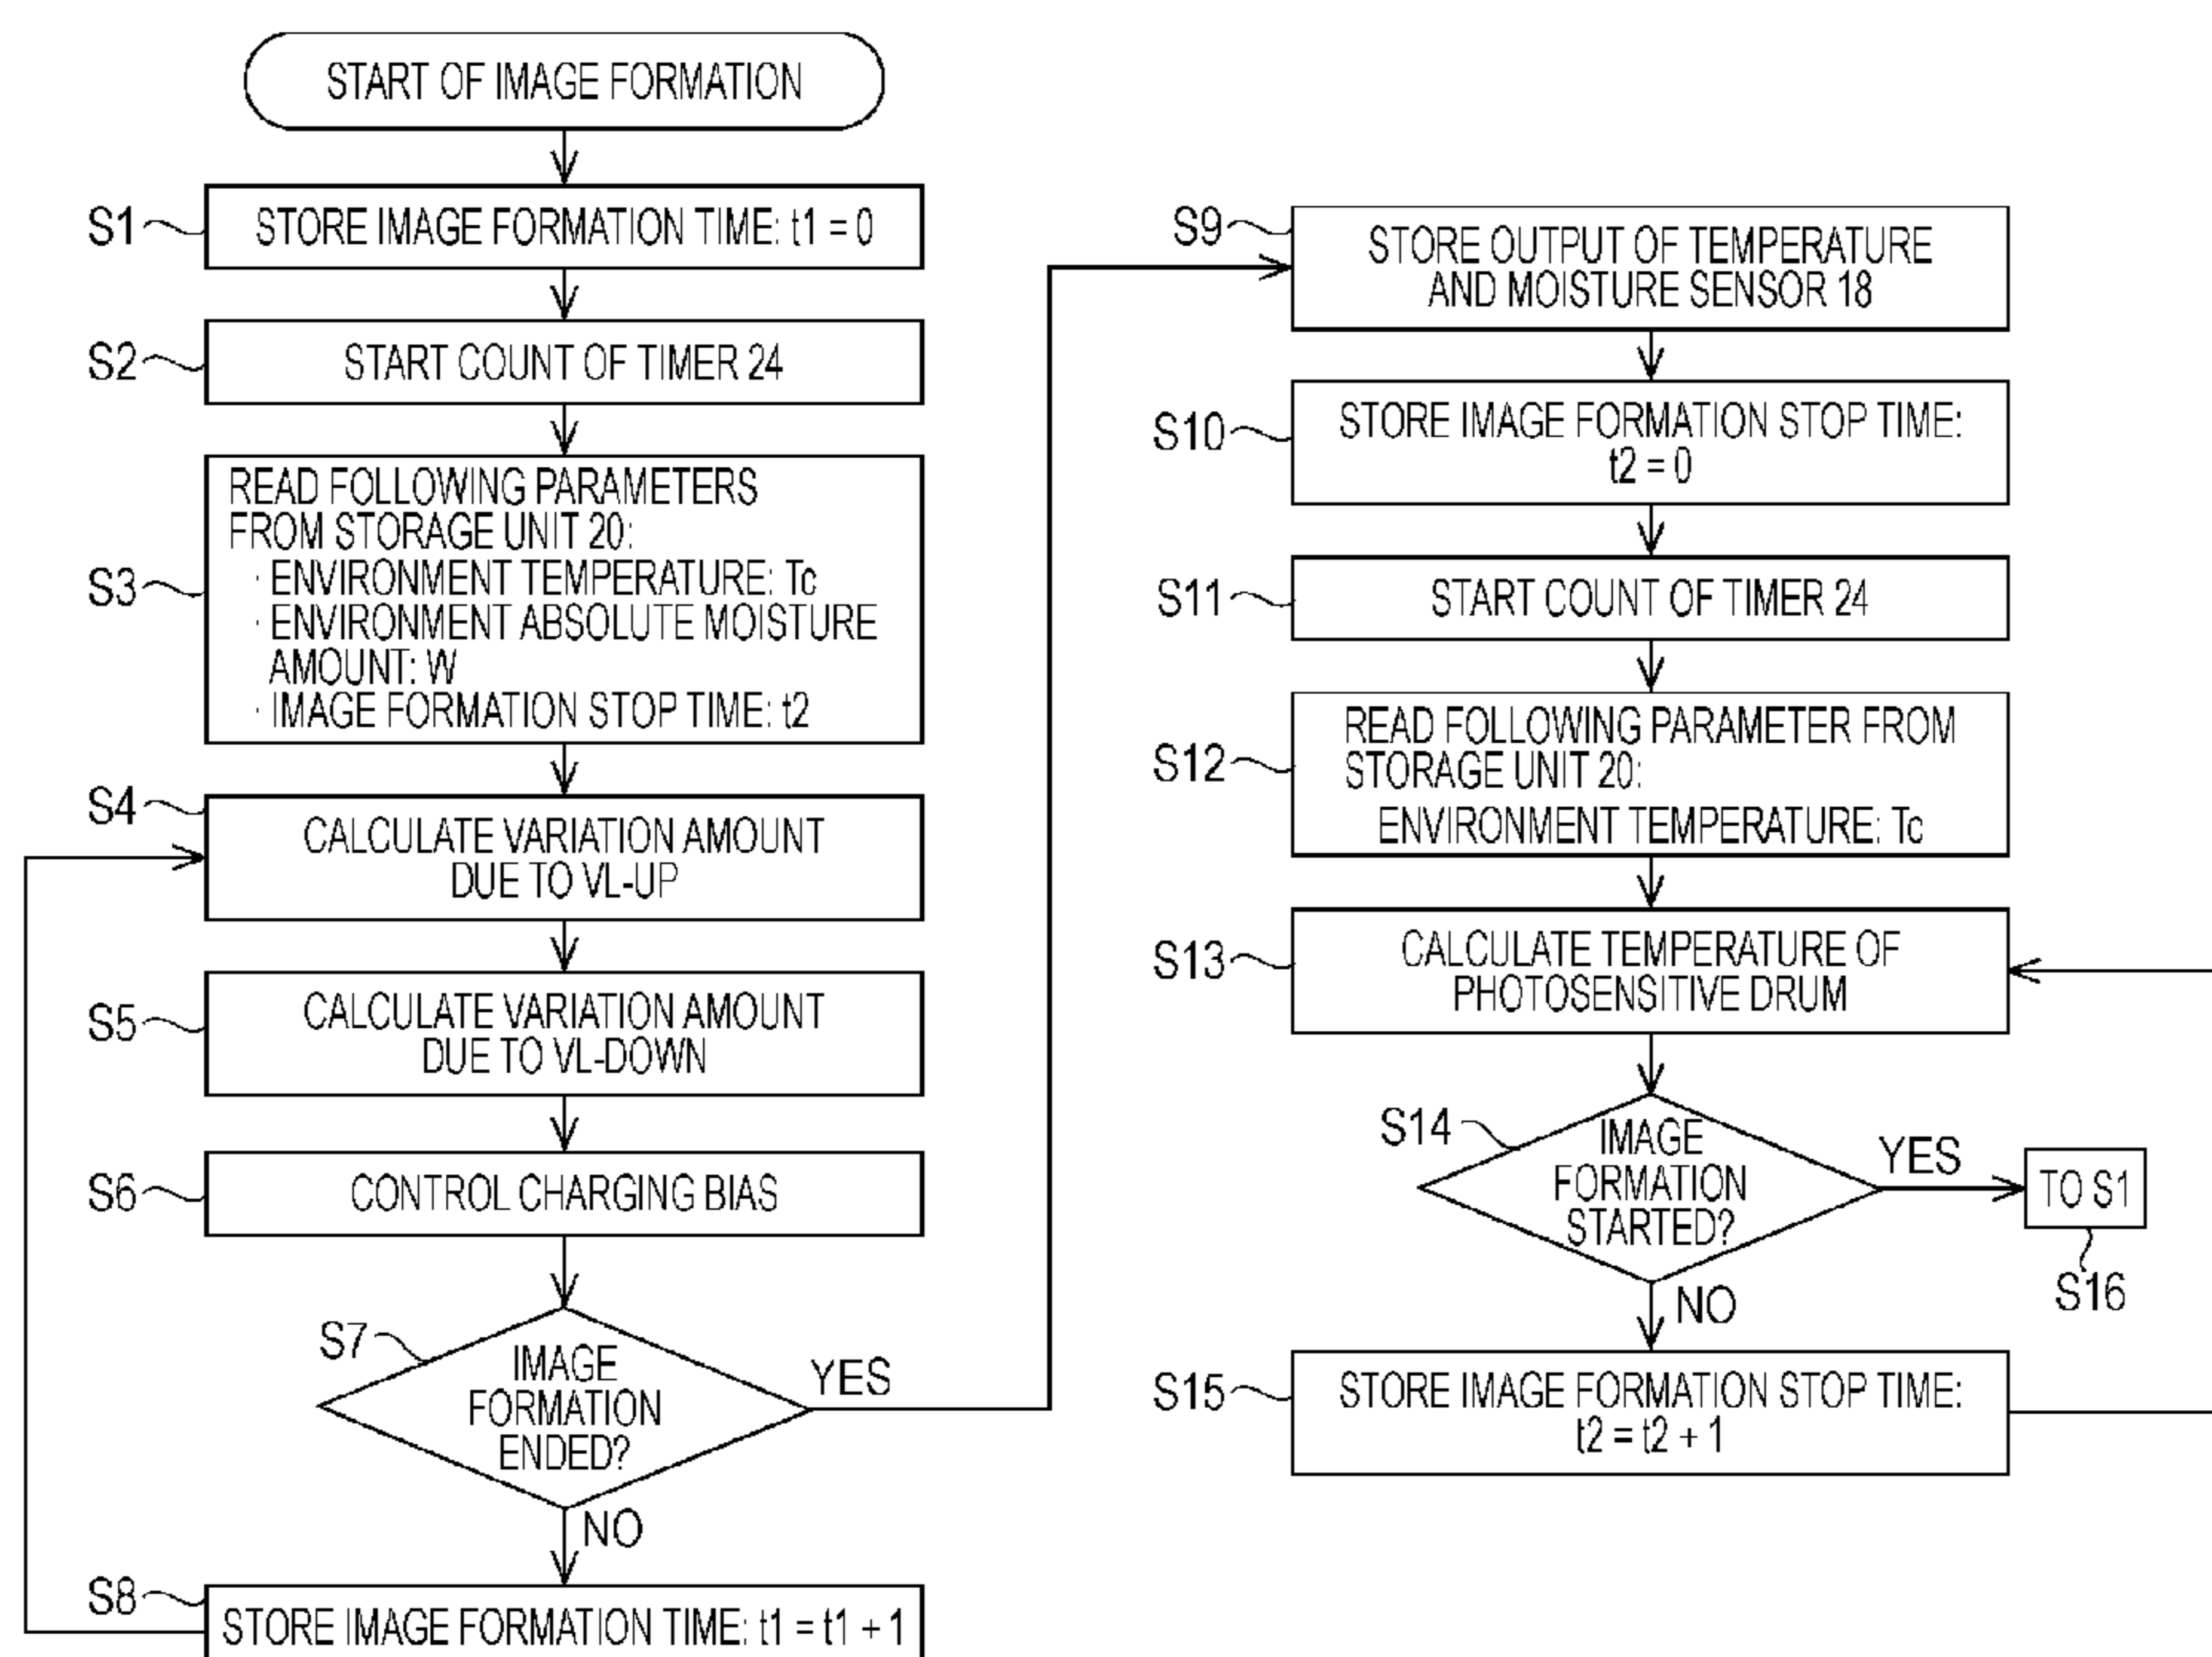 START OF IMAGE FORMATION
S1
STORE IMAGE FORMATION TIME: t1 = 0
S2
START COUNT OF TIMER 24
S3
READ FOLLOWING PARAMETERS
FROM STORAGE UNIT 20:
· ENVIRONMENT TEMPERATURE: Tc
· ENVIRONMENT ABSOLUTE MOISTURE
AMOUNT: W
· IMAGE FORMATION STOP TIME: t2
S4
CALCULATE VARIATION AMOUNT
DUE TO VL-UP
S5
CALCULATE VARIATION AMOUNT
DUE TO VL-DOWN
S6
CONTROL CHARGING BIAS
S7
IMAGE
FORMATION
ENDED?
YES
NO
S8
STORE IMAGE FORMATION TIME: t1 = t1 + 1
S9
STORE OUTPUT OF TEMPERATURE
AND MOISTURE SENSOR 18
S10
STORE IMAGE FORMATION STOP TIME:
t2 = 0
S11
START COUNT OF TIMER 24
S12
READ FOLLOWING PARAMETER FROM
STORAGE UNIT 20:
ENVIRONMENT TEMPERATURE: Tc
S13
CALCULATE TEMPERATURE OF
PHOTOSENSITIVE DRUM
S14
IMAGE
FORMATION
STARTED?
YES
TO S1
S16
NO
S15
STORE IMAGE FORMATION STOP TIME:
t2 = t2 + 1